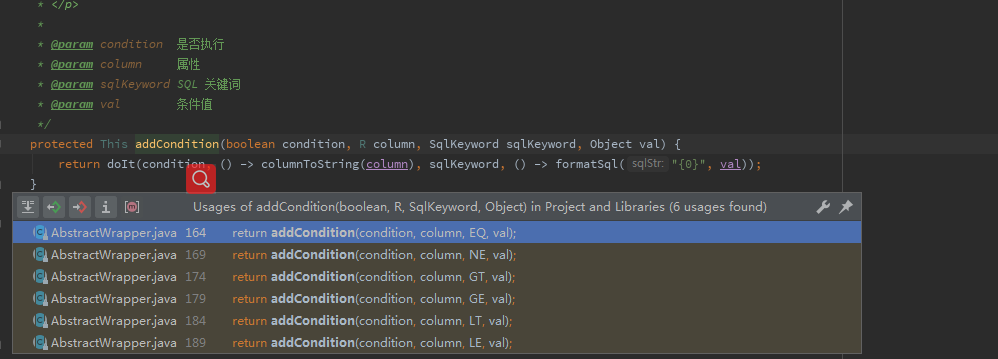 * </p>
*
* @param condition 是否执行
* @param column 属性
* @param sqlKeyword SQL 关键词
* @param val 条件值
*/
protected This addCondition(boolean condition, R column, SqlKeyword sqlKeyword, Object val) {
return doIt(condition, () -> columnToString(column), sqlKeyword, () -> formatSql( sqlStr: "{0}", val));
}
Usages of addCondition(boolean, R, SqlKeyword, Object) in Project and Libraries (6 usages found)
AbstractWrapper.java 164 return addCondition(condition, column, EQ, val);
AbstractWrapper.java 169 return addCondition(condition, column, NE, val);
AbstractWrapper.java 174 return addCondition(condition, column, GT, val);
AbstractWrapper.java 179 return addCondition(condition, column, GE, val);
AbstractWrapper.java 184 return addCondition(condition, column, LT, val);
AbstractWrapper.java 189 return addCondition(condition, column, LE, val);